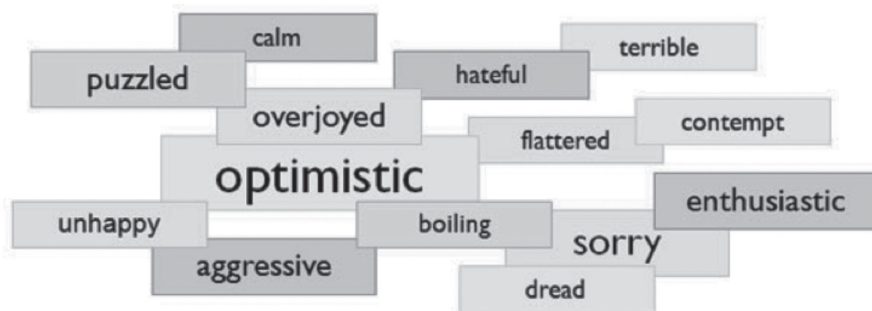 calm
terrible
puzzled
hateful
overjoyed
contempt
flattered
optimistic
enthusiastic
unhappy
boiling
sorry
aggressive
dread